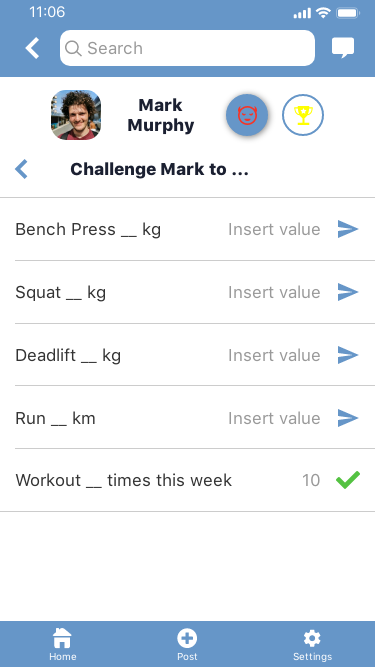 11:06
Search
Mark
Murphy
Challenge Mark to ...
Bench Press __ kg Insert value
Squat __ kg Insert value
Deadlift __ kg Insert value
Run __ km Insert value
Workout __ times this week 10
Home Post Settings